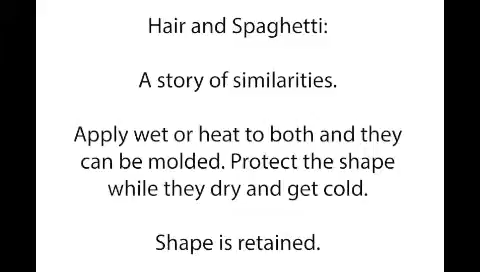 Hair and Spaghetti:
A story of similarities.
Apply wet or heat to both and they
can be molded. Protect the shape
while they dry and get cold.
Shape is retained.